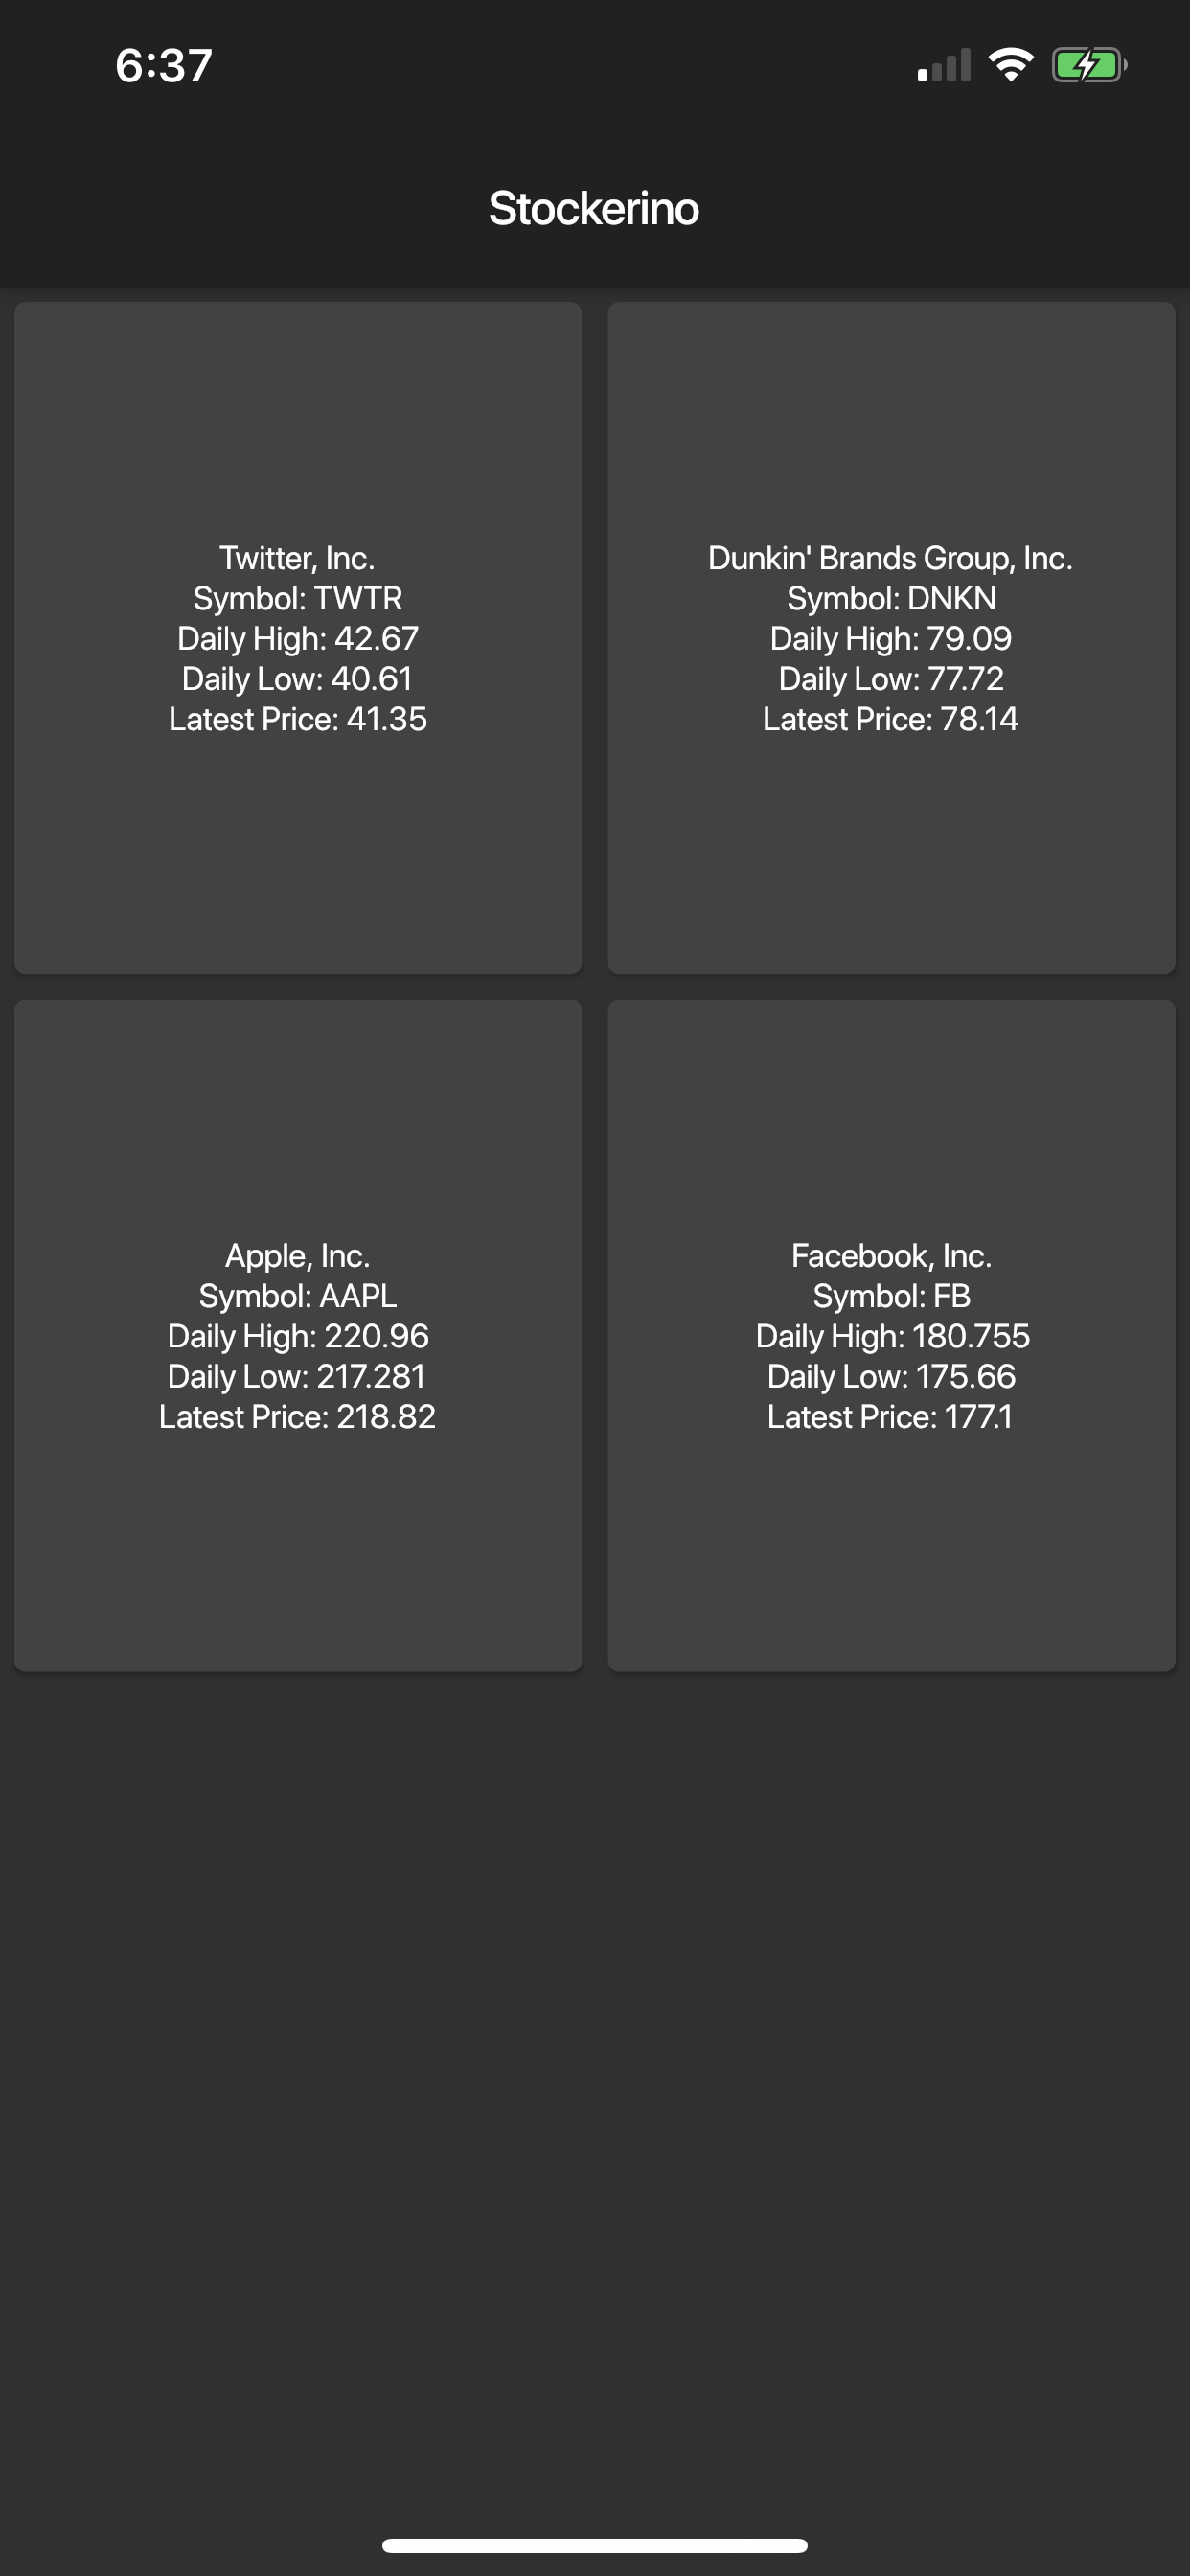 6:37
Stockerino
Twitter, Inc.
Symbol: TWTR
Daily High: 42.67
Daily Low: 40.61
Latest Price: 41.35
Dunkin' Brands Group, Inc.
Symbol: DNKN
Daily High: 79.09
Daily Low: 77.72
Latest Price: 78.14
Apple, Inc.
Symbol: AAPL
Daily High: 220.96
Daily Low: 217.281
Latest Price: 218.82
Facebook, Inc.
Symbol: FB
Daily High: 180.755
Daily Low: 175.66
Latest Price: 177.1